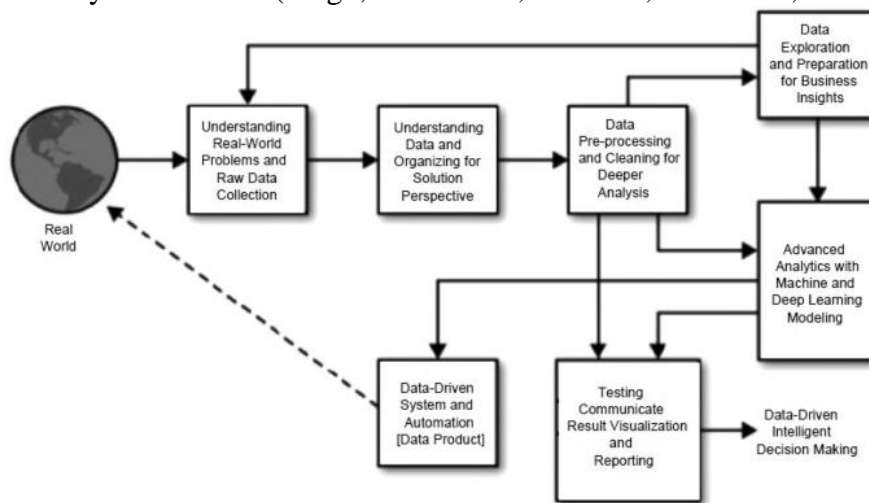 Data
Exploration
and Preparation
for Business
Insights
Understanding
Real-World
Problems and
Raw Data
Collection
Understanding
Data and
Organizing for
Solution
Perspective
Data
Pre-processing
and Cleaning for
Deeper
Analysis
Real
World
Advanced
Analytics with
Machine and
Deep Learning
Modeling
Data-Driven
System and
Automation
[Data Product]
Testing
Communicate
Result Visualization
and
Reporting
Data-Driven
Intelligent
Decision Making